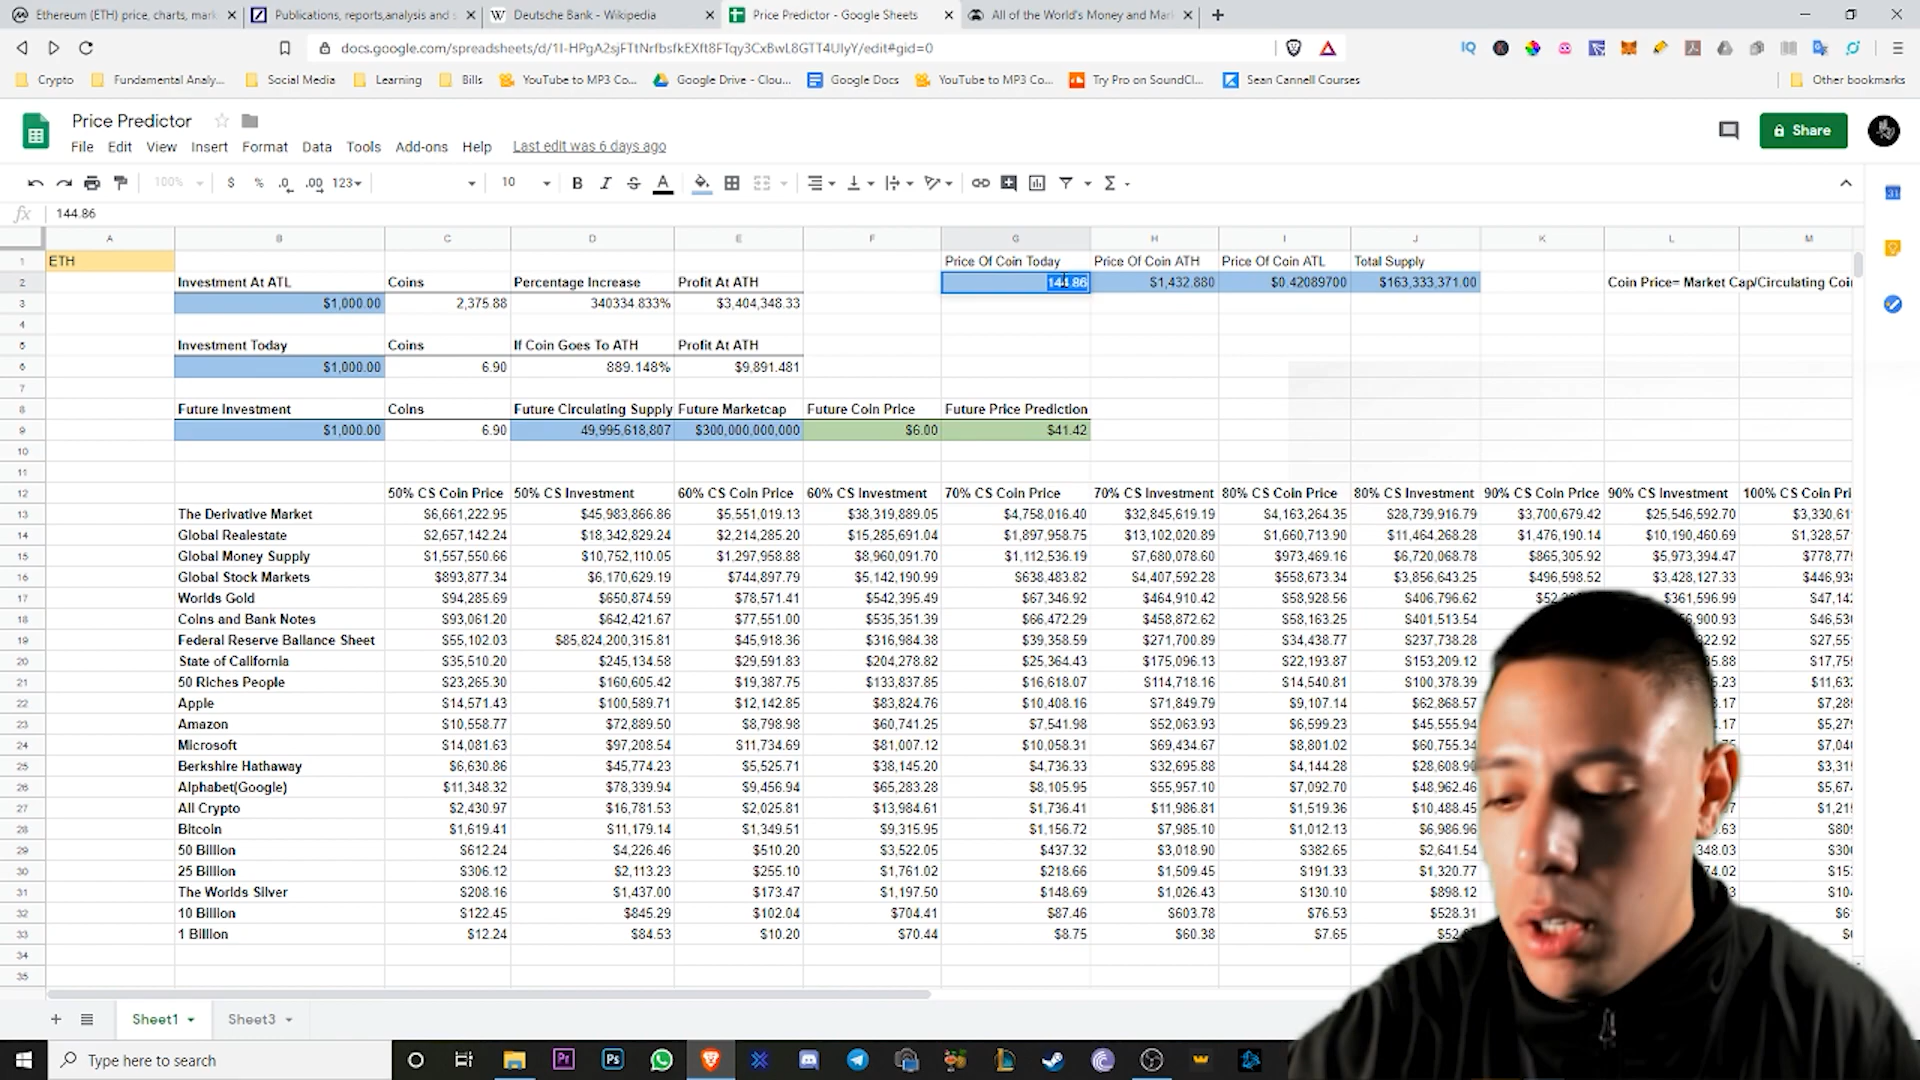 Ethereum (ETH) price, charts, mark
Publications, reports,analysis and s
Deutsche Bank - Wikipedia
Price Predictor - Google Sheets
All of the World's Money and Mar
docs.google.com/spreadsheets/d/1I-HPgA2sjFTtNrfbsfkEXft8FTqy3CxBwL8GTT4UIyY/edit#gid=0
Crypto
Fundamental Analy...
Social Media
Learning
Bills
YouTube to MP3 Co...
Google Drive - Clou...
Google Docs
YouTube to MP3 Co...
Try Pro on SoundCl...
Sean Cannell Courses
Other bookmarks
Price Predictor
Share
File Edit View Insert Format Data Tools Add-ons Help Last edit was 6 days ago
100% $ % .0 .00 123 10 B I S A
fx 144.86
A B C D E F G H I J K L M
1 ETH Price Of Coin Today Price Of Coin ATH Price Of Coin ATL Total Supply
2 Investment At ATL Coins Percentage Increase Profit At ATH 144.86 $1,432.880 $0.42089700 $163,333,371.00 Coin Price= Market Cap/Circulating Coi
3 $1,000.00 2,375.88 340334.833% $3,404,348.33
4
5 Investment Today Coins If Coin Goes To ATH Profit At ATH
6 $1,000.00 6.90 889.148% $9,891.481
7
8 Future Investment Coins Future Circulating Supply Future Marketcap Future Coin Price Future Price Prediction
9 $1,000.00 6.90 49,995,618,807 $300,000,000,000 $6.00 $41.42
10
11
12 50% CS Coin Price 50% CS Investment 60% CS Coin Price 60% CS Investment 70% CS Coin Price 70% CS Investment 80% CS Coin Price 80% CS Investment 90% CS Coin Price 90% CS Investment 100% CS Coin Pri
13 The Derivative Market $6,661,222.95 $45,983,866.86 $5,551,019.13 $38,319,889.05 $4,758,016.40 $32,845,619.19 $4,163,264.35 $28,739,916.79 $3,700,679.42 $25,546,592.70 $3,330,61
14 Global Realestate $2,657,142.24 $18,342,829.24 $2,214,285.20 $15,285,691.04 $1,897,958.75 $13,102,020.89 $1,660,713.90 $11,464,268.28 $1,476,190.14 $10,190,460.69 $1,328,57
15 Global Money Supply $1,557,550.66 $10,752,110.05 $1,297,958.88 $8,960,091.70 $1,112,536.19 $7,680,078.60 $973,469.16 $6,720,068.78 $865,305.92 $5,973,394.47 $778,77
16 Global Stock Markets $893,877.34 $6,170,629.19 $744,897.79 $5,142,190.99 $638,483.82 $4,407,592.28 $558,673.34 $3,856,643.25 $496,598.52 $3,428,127.33 $446,93
17 Worlds Gold $94,285.69 $650,874.59 $78,571.41 $542,395.49 $67,346.92 $464,910.42 $58,928.56 $406,796.62 $361,596.99 $47,14
18 Coins and Bank Notes $93,061.20 $642,421.67 $77,551.00 $535,351.39 $66,472.29 $458,872.62 $58,163.25 $401,513.54 6,900.93 $46,53
19 Federal Reserve Ballance Sheet $55,102.03 $85,824,200,315.81 $45,918.36 $316,984.38 $39,358.59 $271,700.89 $34,438.77 $237,738.28 922.92 $27,55
20 State of California $35,510.20 $245,134.58 $29,591.83 $204,278.82 $25,364.43 $175,096.13 $22,193.87 $153,209.12 5.88 $17,75
21 50 Riches People $23,265.30 $160,605.42 $19,387.75 $133,837.85 $16,618.07 $114,718.16 $14,540.81 $100,378.39 5.23 $11,63
22 Apple $14,571.43 $100,589.71 $12,142.85 $83,824.76 $10,408.16 $71,849.79 $9,107.14 $62,868.57 3.17 $7,28
23 Amazon $10,558.77 $72,889.50 $8,798.98 $60,741.25 $7,541.98 $52,063.93 $6,599.23 $45,555.94 .17 $5,27
24 Microsoft $14,081.63 $97,208.54 $11,734.69 $81,007.12 $10,058.31 $69,434.67 $8,801.02 $60,755.34 $7,04
25 Berkshire Hathaway $6,630.86 $45,774.23 $5,525.71 $38,145.20 $4,736.33 $32,695.88 $4,144.28 $28,608.90 $3,31
26 Alphabet(Google) $11,348.32 $78,339.94 $9,456.94 $65,283.28 $8,105.95 $55,957.10 $7,092.70 $48,962.46 $5,67
27 All Crypto $2,430.97 $16,781.53 $2,025.81 $13,984.61 $1,736.41 $11,986.81 $1,519.36 $10,488.45 $1,21
28 Bitcoin $1,619.41 $11,179.14 $1,349.51 $9,315.95 $1,156.72 $7,985.10 $1,012.13 $6,986.96 .63 $80
29 50 Billion $612.24 $4,226.46 $510.20 $3,522.05 $437.32 $3,018.90 $382.65 $2,641.54 348.03 $30
30 25 Billion $306.12 $2,113.23 $255.10 $1,761.02 $218.66 $1,509.45 $191.33 $1,320.77 74.02 $15
31 The Worlds Silver $208.16 $1,437.00 $173.47 $1,197.50 $148.69 $1,026.43 $130.10 $898.12 $10
32 10 Billion $122.45 $845.29 $102.04 $704.41 $87.46 $603.78 $76.53 $528.31 $6
33 1 Billion $12.24 $84.53 $10.20 $70.44 $8.75 $60.38 $7.65 $52.
34
35
Sheet1 Sheet3
Type here to search